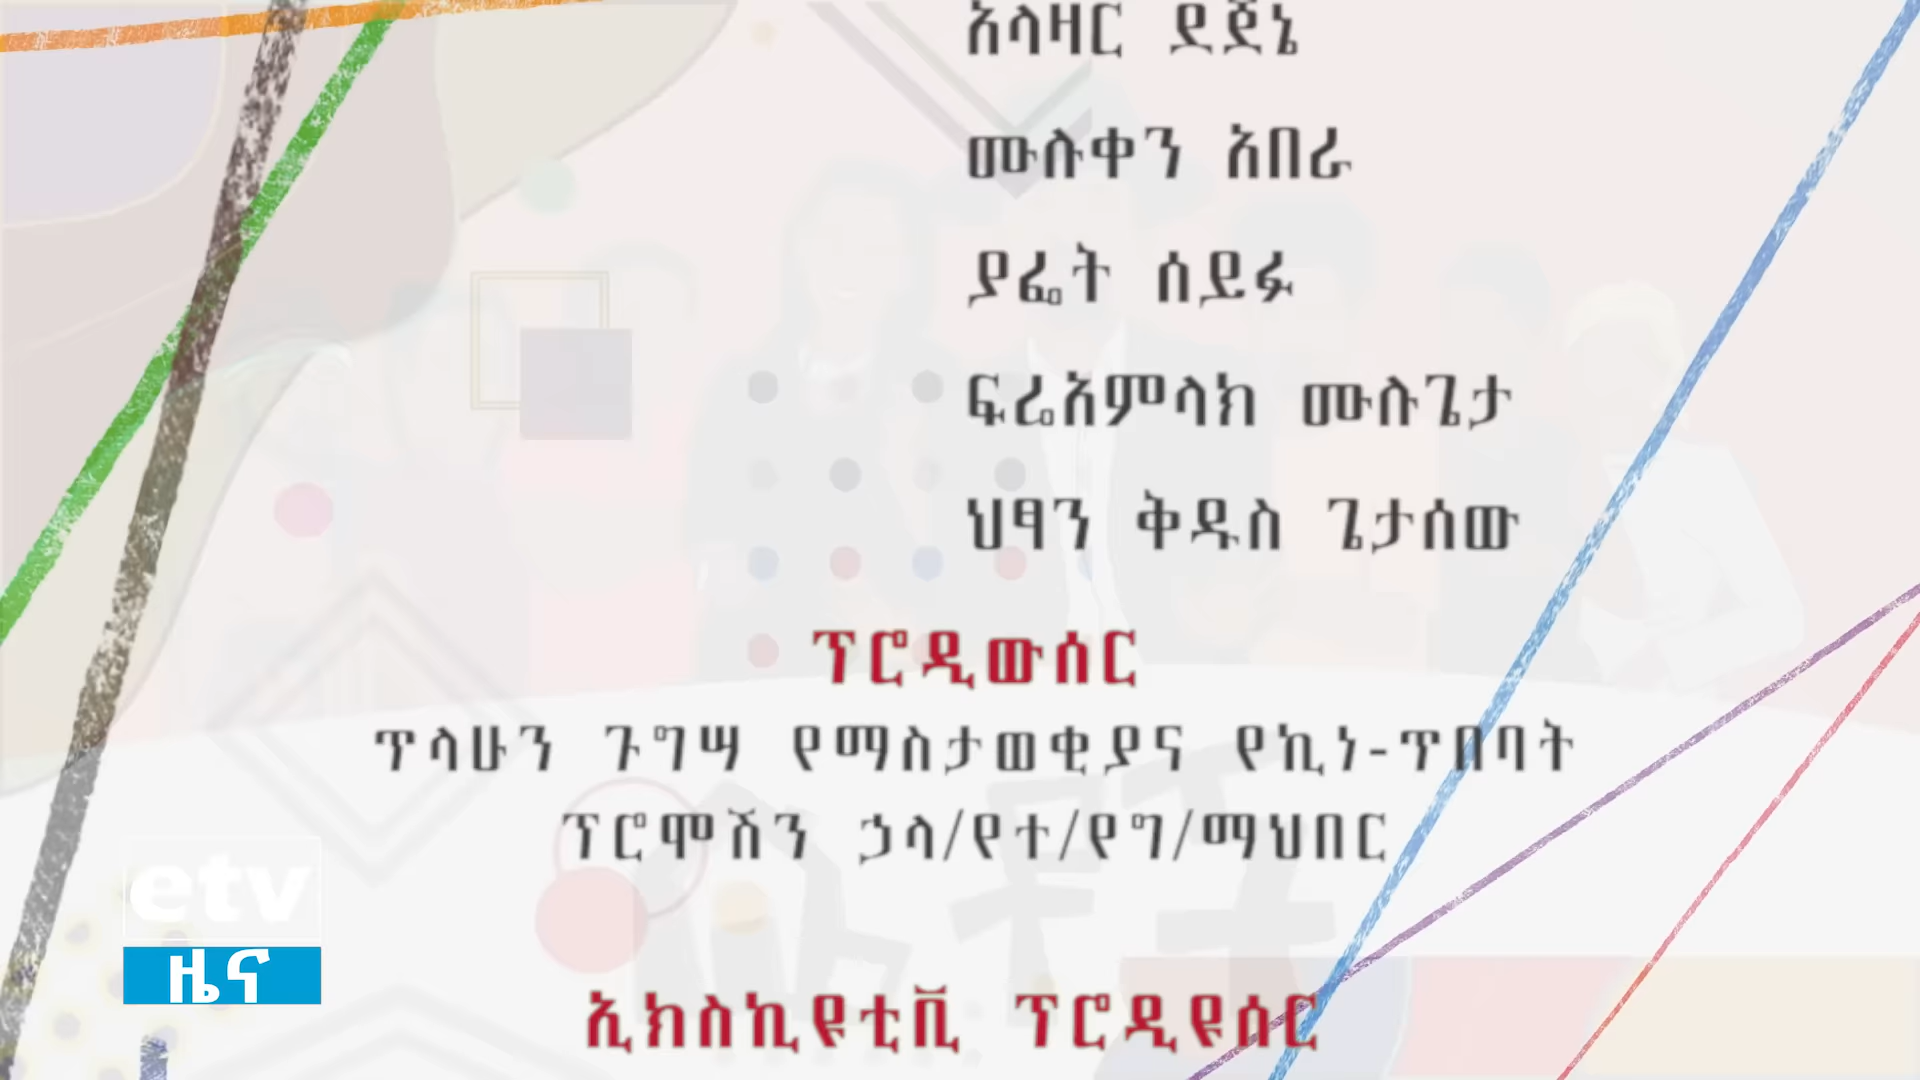 አላዛር ደጀኔ
ሙሉቀን አበራ
ያፌት ሰይፉ
ፍሬአምላክ ሙሉጌታ
ህፃን ቅዱስ ጌታሰው
ፕሮዲውሰር
ጥላሁን ጉግሣ የማስታወቂያና የኪነ-ጥበባት
ፕሮሞሽን ኃላ/የተ/የግ/ማህበር
ኢክስኪዩቲቪ ፕሮዲዩሰር
etv
ዜና